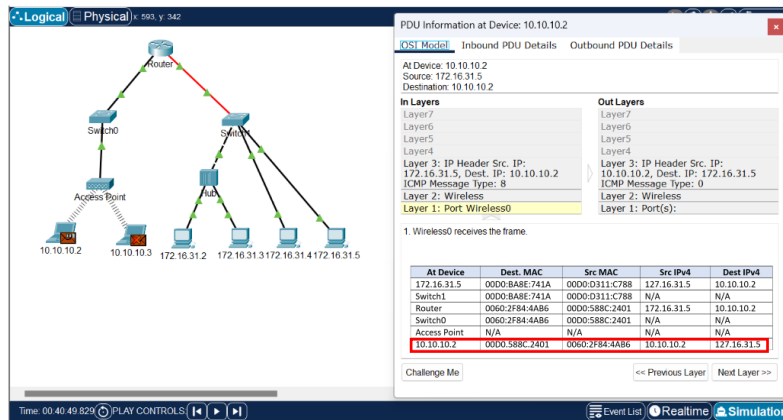 Logical Physical x: 593, y: 342
PDU Information at Device: 10.10.10.2
OSI Model Inbound PDU Details Outbound PDU Details
At Device: 10.10.10.2
Source: 172.16.31.5
Destination: 10.10.10.2
In Layers Out Layers
Layer7 Layer7
Layer6 Layer6
Layer5 Layer5
Layer4 Layer4
Layer 3: IP Header Src. IP: Layer 3: IP Header Src. IP:
172.16.31.5, Dest. IP: 10.10.10.2 10.10.10.2, Dest. IP: 172.16.31.5
ICMP Message Type: 8 ICMP Message Type: 0
Layer 2: Wireless Layer 2: Wireless
Layer 1: Port Wireless0 Layer 1: Port(s):
1. Wireless0 receives the frame.
At Device Dest. MAC Src MAC Src IPv4 Dest IPv4
172.16.31.5 00D0:BA8E:741A 00D0:D311:C788 127.16.31.5 10.10.10.2
Switch1 00D0:BA8E:741A 00D0:D311:C788 N/A N/A
Router 0060:2F84:4AB6 00D0:588C:2401 172.16.31.5 10.10.10.2
Switch0 0060:2F84:4AB6 00D0:588C:2401 N/A N/A
Access Point N/A N/A N/A N/A
10.10.10.2 00D0.588C.2401 0060:2F84:4AB6 10.10.10.2 127.16.31.5
Challenge Me << Previous Layer Next Layer >>
Router
Switch0
Switch1
Access Point
Hub
10.10.10.2 10.10.10.3 172.16.31.2 172.16.31.3 172.16.31.4 172.16.31.5
Time: 00:40:49.829 PLAY CONTROLS: Event List Realtime Simulation